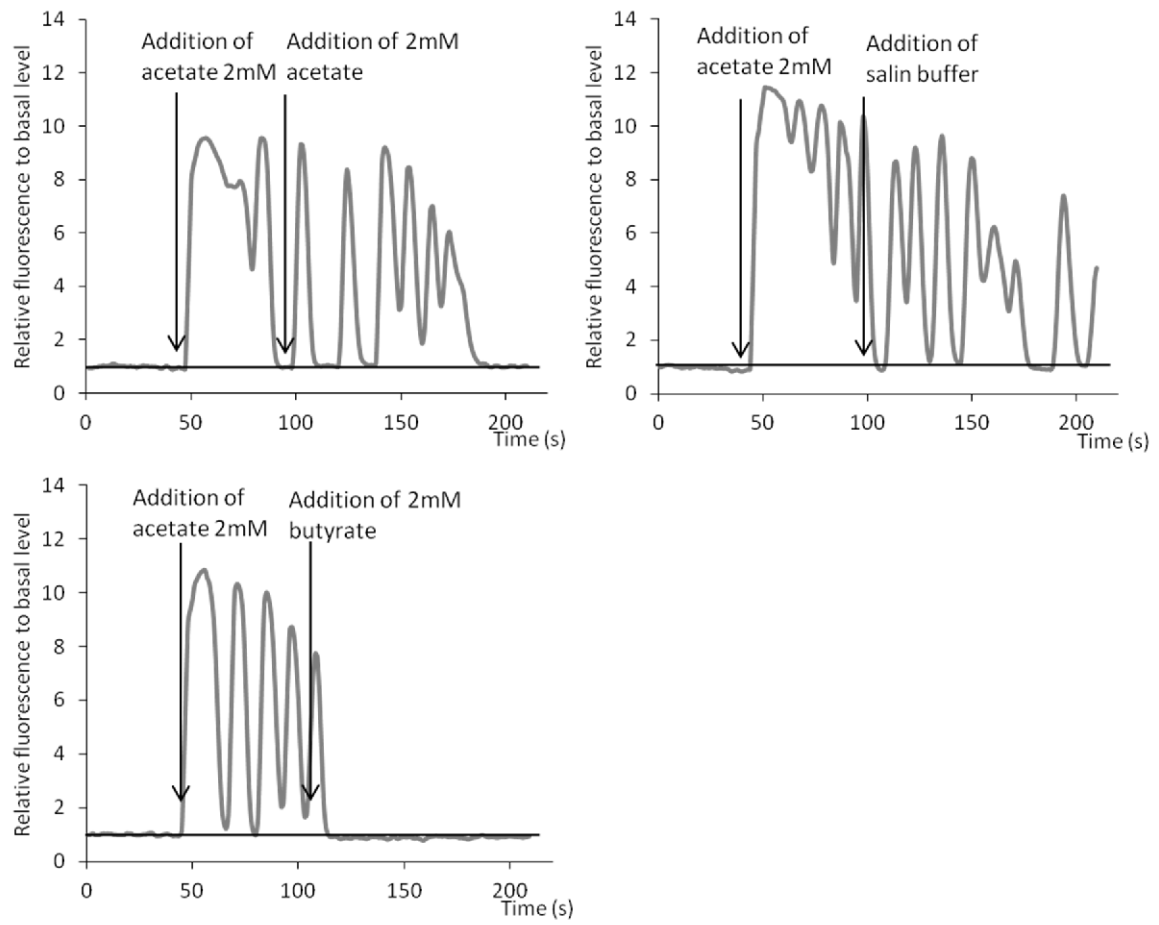 14
12
10
8
6
4
2
0
Relative fluorescence to basal level
Addition of
acetate 2mM
Addition of 2mM
acetate
0 50 100 150 200
Time (s)
14
12
10
8
6
4
2
0
Relative fluorescence to basal level
Addition of
acetate 2mM
Addition of
salin buffer
0 50 100 150 200
Time (s)
14
12
10
8
6
4
2
0
Relative fluorescence to basal level
Addition of
acetate 2mM
Addition of 2mM
butyrate
0 50 100 150 200
Time (s)